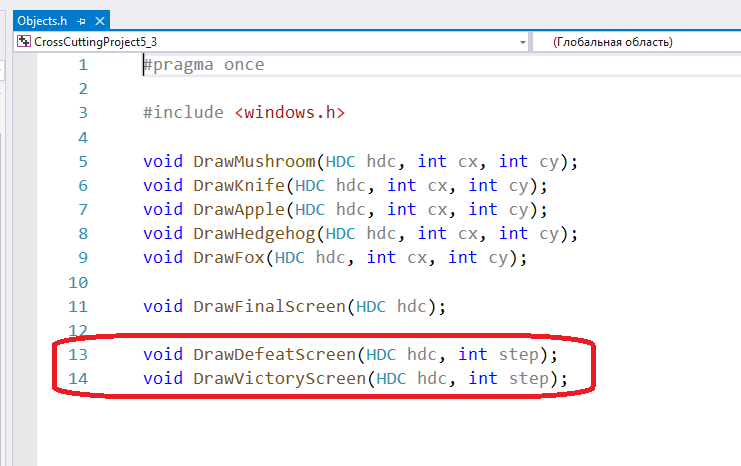 Objects.h
CrossCuttingProject5_3 (Глобальная область)
1 #pragma once
2
3 #include <windows.h>
4
5 void DrawMushroom(HDC hdc, int cx, int cy);
6 void DrawKnife(HDC hdc, int cx, int cy);
7 void DrawApple(HDC hdc, int cx, int cy);
8 void DrawHedgehog(HDC hdc, int cx, int cy);
9 void DrawFox(HDC hdc, int cx, int cy);
10
11 void DrawFinalScreen(HDC hdc);
12
13 void DrawDefeatScreen(HDC hdc, int step);
14 void DrawVictoryScreen(HDC hdc, int step);